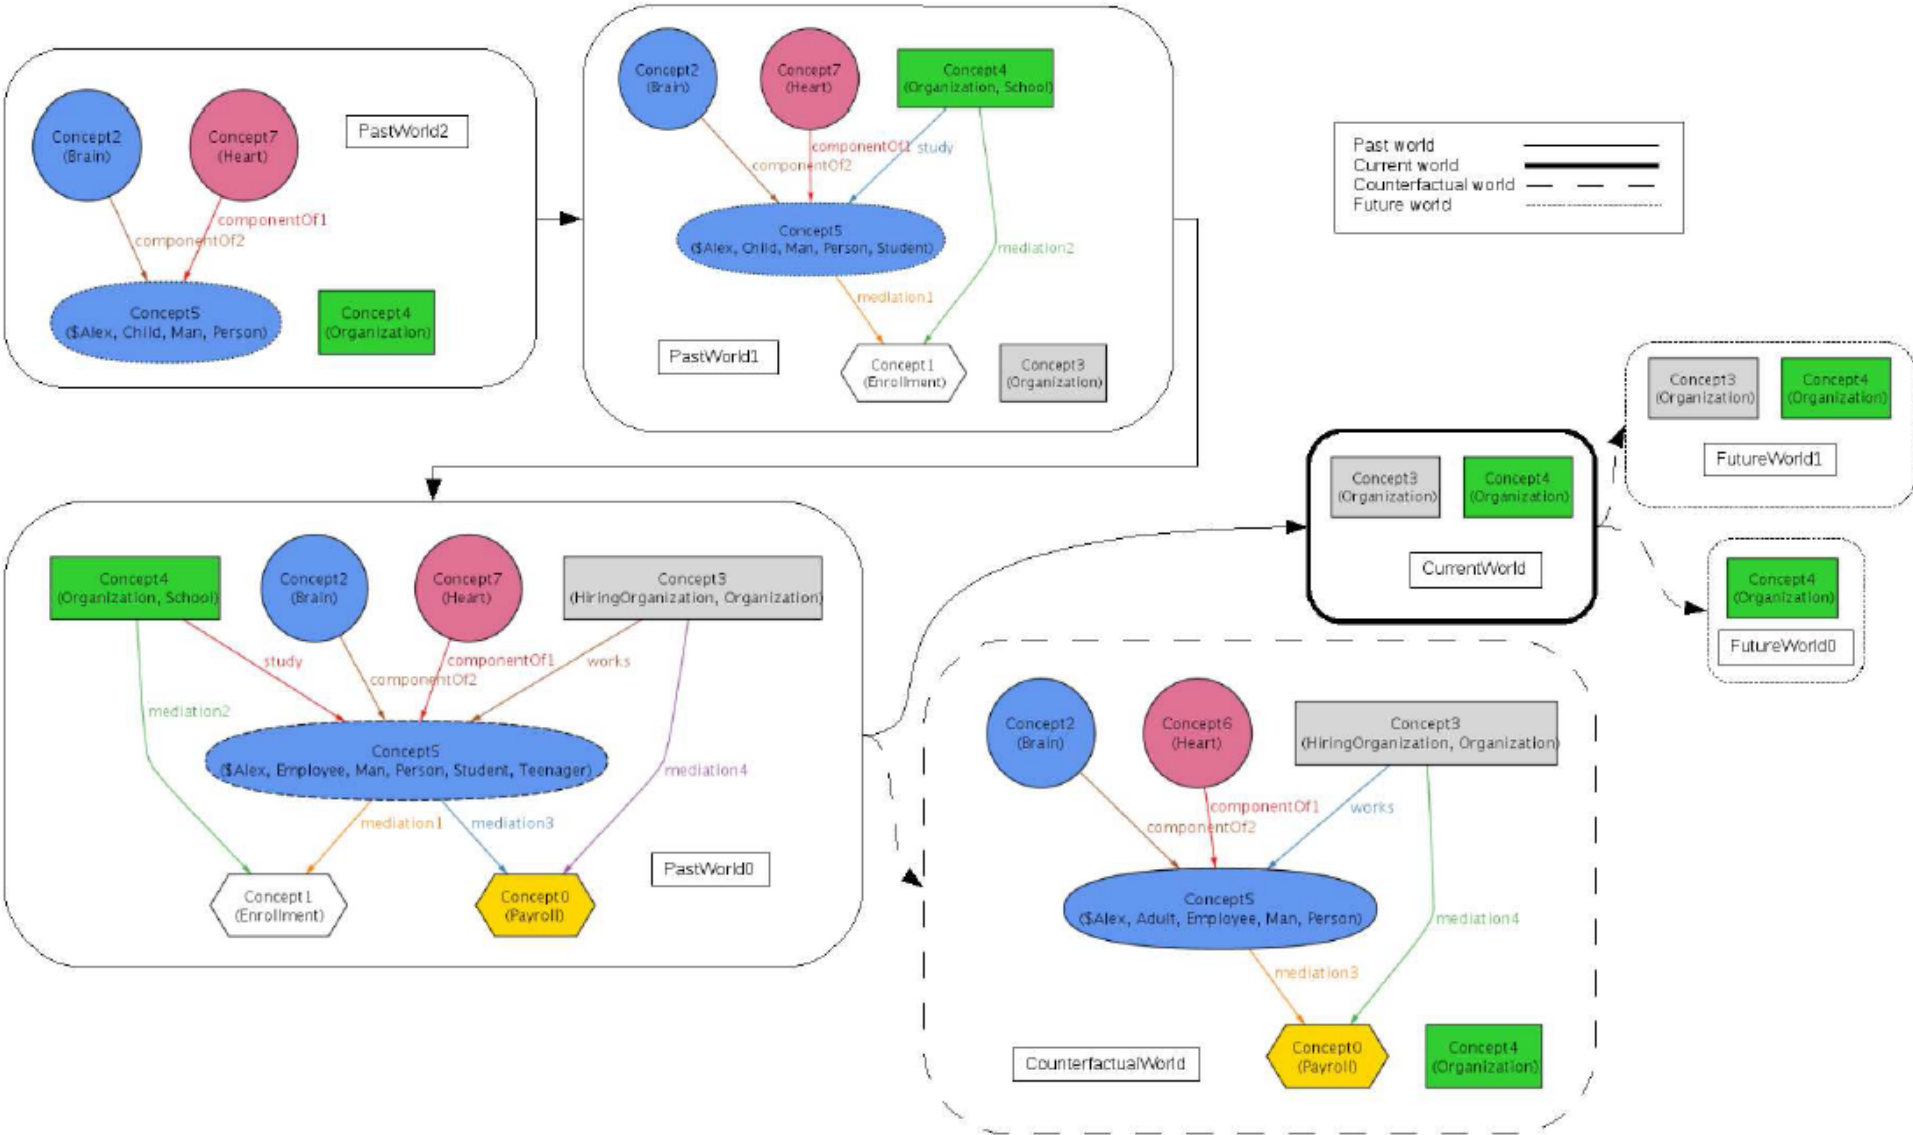 Concept2
(Brain)
Concept7
(Heart)
PastWorld2
componentOf1
componentOf2
Concept5
($Alex, Child, Man, Person)
Concept4
(Organization)
Concept2
(Brain)
Concept7
(Heart)
Concept4
(Organization, School)
componentOf1
study
componentOf2
Concept5
($Alex, Child, Man, Person, Student)
mediation2
mediation1
PastWorld1
Concept1
(Enrollment)
Concept3
(Organization)
Past world
Current world
Counterfactual world
Future world
Concept4
(Organization, School)
Concept2
(Brain)
Concept7
(Heart)
Concept3
(HiringOrganization, Organization)
study
componentOf1
works
componentOf2
mediation2
Concept5
($Alex, Employee, Man, Person, Student, Teenager)
mediation4
mediation1
mediation3
PastWorld0
Concept1
(Enrollment)
Concept0
(Payroll)
Concept3
(Organization)
Concept4
(Organization)
CurrentWorld
Concept3
(Organization)
Concept4
(Organization)
FutureWorld1
Concept4
(Organization)
FutureWorld0
Concept2
(Brain)
Concept6
(Heart)
Concept3
(HiringOrganization, Organization)
componentOf1
works
componentOf2
Concept5
($Alex, Adult, Employee, Man, Person)
mediation4
mediation3
CounterfactualWorld
Concept0
(Payroll)
Concept4
(Organization)